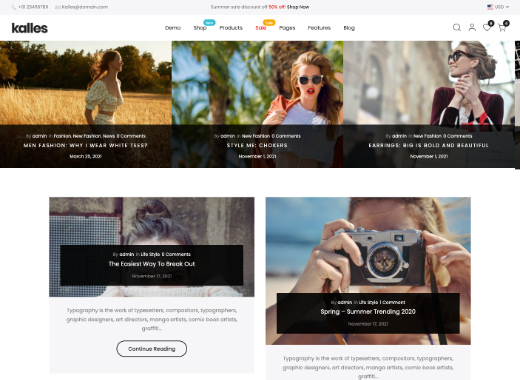 +01 23456789 Kalles@domain.com
Summer sale discount off 50% off! Shop Now
USD
kalles
Demo Shop New Products Sale Pages Features Blog
By admin in Fashion, New Fashion, News 0 Comments
MEN FASHION: WHY I WEAR WHITE TEES?
March 25, 2021
By admin in New Fashion 0 Comments
STYLE ME: CHOKERS
November 1, 2021
By admin in New Fashion 0 Comments
EARRINGS: BIG IS BOLD AND BEAUTIFUL
November 1, 2021
By admin in Life Style 0 Comments
The Easiest Way To Break Out
November 17, 2021
Typography is the work of typesetters, compositors, typographers,
graphic designers, art directors, manga artists, comic book artists,
graffiti...
Continue Reading
By admin in Life Style 1 Comment
Spring – Summer Trending 2020
November 17, 2021
Typography is the work of typesetters, compositors, typographers,
graphic designers, art directors, manga artists, comic book artists,
graffiti...